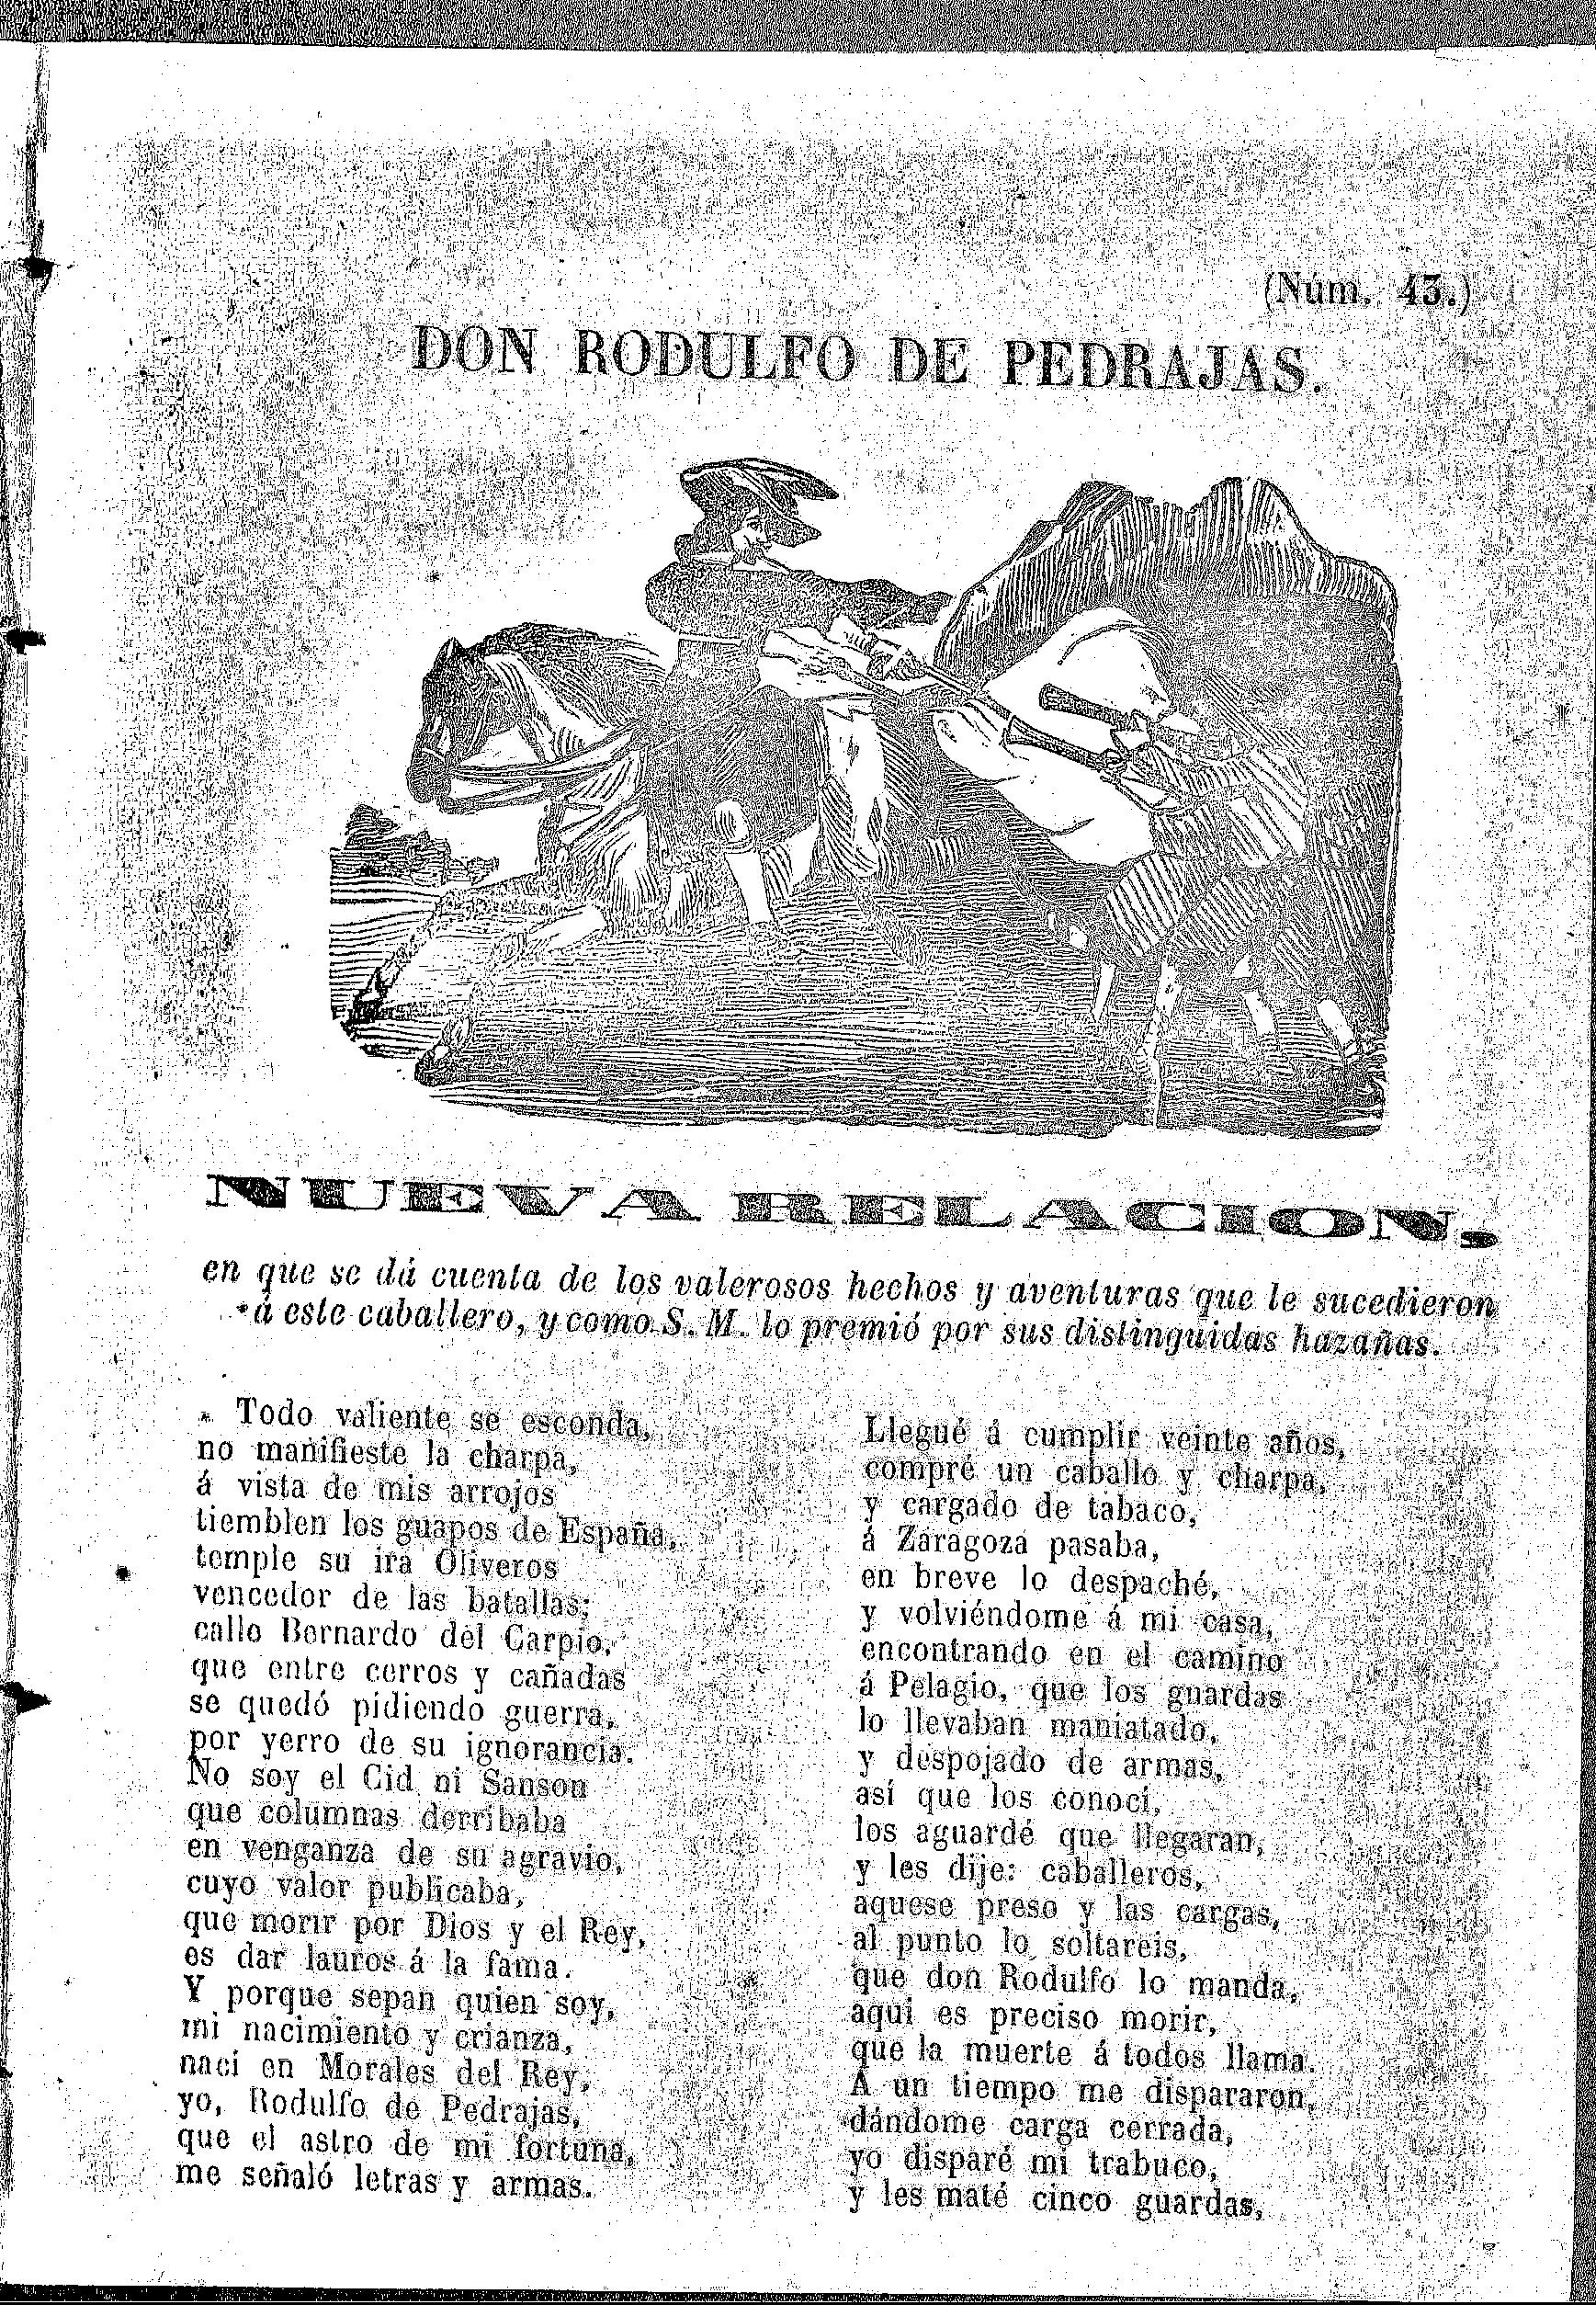 (Núm. 43.)
DON RODULFO DE PEDRAJAS.
NUEVA RELACION,
en que se dá cuenta de los valerosos hechos y aventuras que le sucedieron
á este caballero, y como S. M. lo premió por sus distinguidas hazañas.
Todo valiente se esconda,
no manifieste la charpa,
á vista de mis arrojos
tiemblen los guapos de España,
temple su ira Oliveros
vencedor de las batallas;
calle Bernardo del Carpio,
que entre cerros y cañadas
se quedó pidiendo guerra,
por yerro de su ignorancia.
No soy el Cid ni Sanson
que columnas derribaba
en venganza de su agravio,
cuyo valor publicaba,
que morir por Dios y el Rey,
es dar lauros á la fama.
Y porque sepan quien soy,
mi nacimiento y crianza,
nací en Morales del Rey,
yo, Rodulfo de Pedrajas,
que el astro de mi fortuna,
me señaló letras y armas.
Llegué á cumplir veinte años,
compré un caballo y charpa,
y cargado de tabaco,
á Zaragoza pasaba,
en breve lo despaché,
y volviéndome á mi casa,
encontrando en el camino
á Pelagio, que los guardas
lo llevaban maniatado,
y despojado de armas,
así que los conocí,
los aguardé que llegaran,
y les dije: caballeros,
aquese preso y las cargas,
al punto lo soltareis,
que don Rodulfo lo manda,
aquí es preciso morir,
que la muerte á todos llama.
A un tiempo me dispararon,
dándome carga cerrada,
yo disparé mi trabuco,
y les maté cinco guardas,